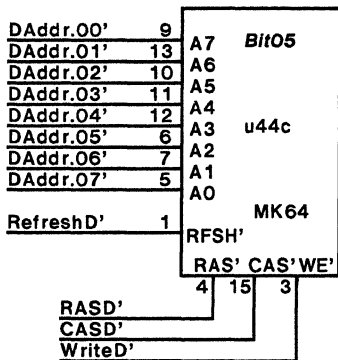 DAddr.00' 9 A7 Bit05
DAddr.01' 13 A6
DAddr.02' 10 A5
DAddr.03' 11 A4
DAddr.04' 12 A3 u44c
DAddr.05' 6 A2
DAddr.06' 7 A1
DAddr.07' 5 A0
MK64
RefreshD' 1 RFSH'
RAS' CAS' WE'
4 15 3
RASD'
CASD'
WriteD'